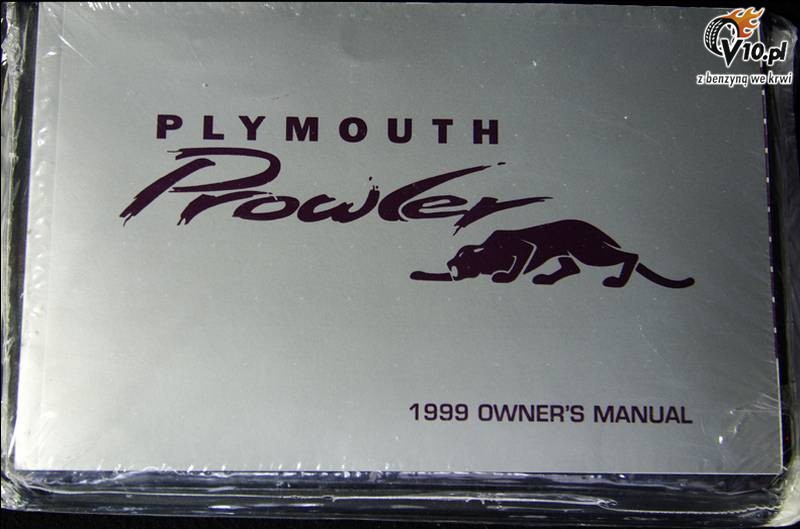 V10.pl
z benzyną we krwi
PLYMOUTH
Prowler
1999 OWNER'S MANUAL